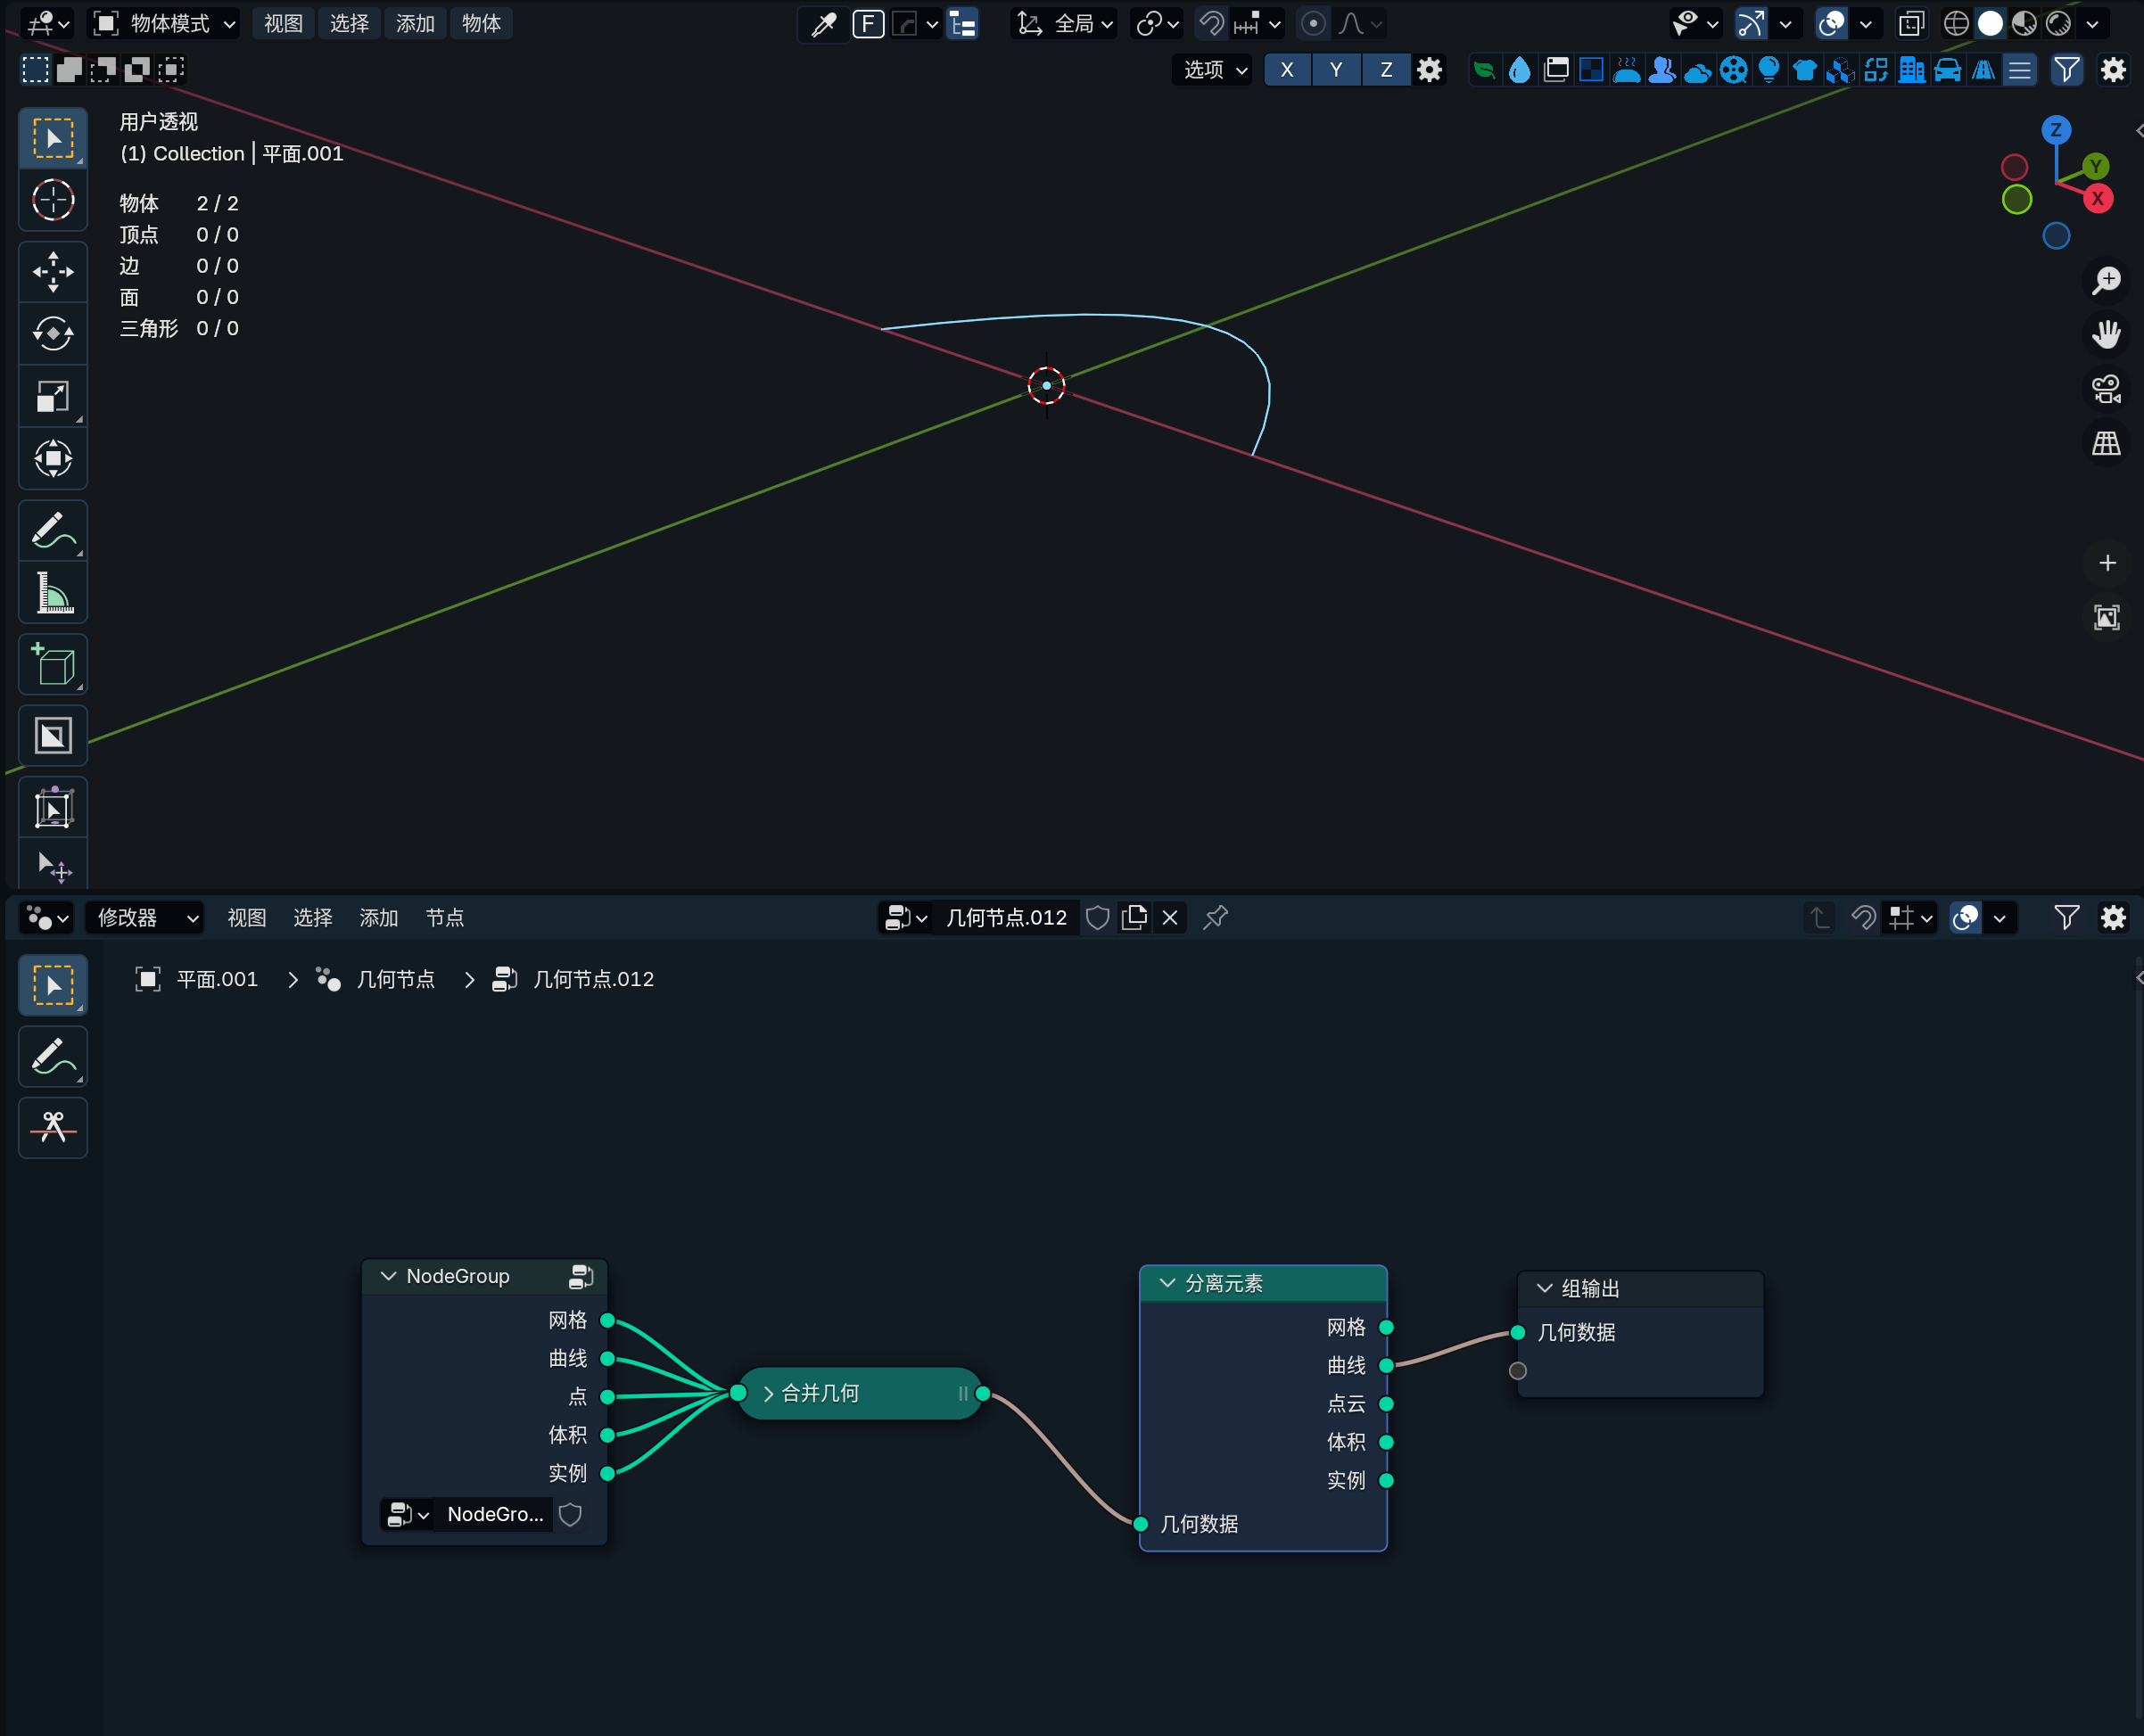 物体模式 视图 选择 添加 物体 F 全局
选项 X Y Z
用户透视
(1) Collection | 平面.001
物体 2 / 2
顶点 0 / 0
边 0 / 0
面 0 / 0
三角形 0 / 0
Z
Y
X
修改器 视图 选择 添加 节点 几何节点.012
平面.001 几何节点 几何节点.012
NodeGroup
网格
曲线
点
体积
实例
NodeGro...
合并几何
分离元素
网格
曲线
点云
体积
实例
几何数据
组输出
几何数据